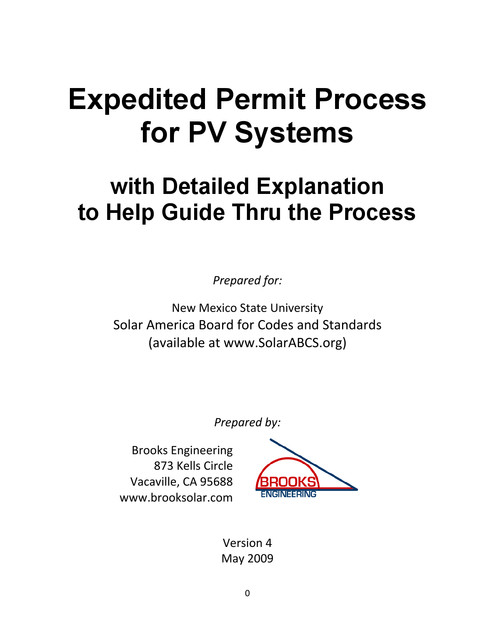 Expedited Permit Process
for PV Systems
with Detailed Explanation
to Help Guide Thru the Process
Prepared for:
New Mexico State University
Solar America Board for Codes and Standards
(available at www.SolarABCS.org)
Prepared by:
Brooks Engineering
873 Kells Circle
Vacaville, CA 95688
www.brooksolar.com
BROOKS
ENGINEERING
Version 4
May 2009
0